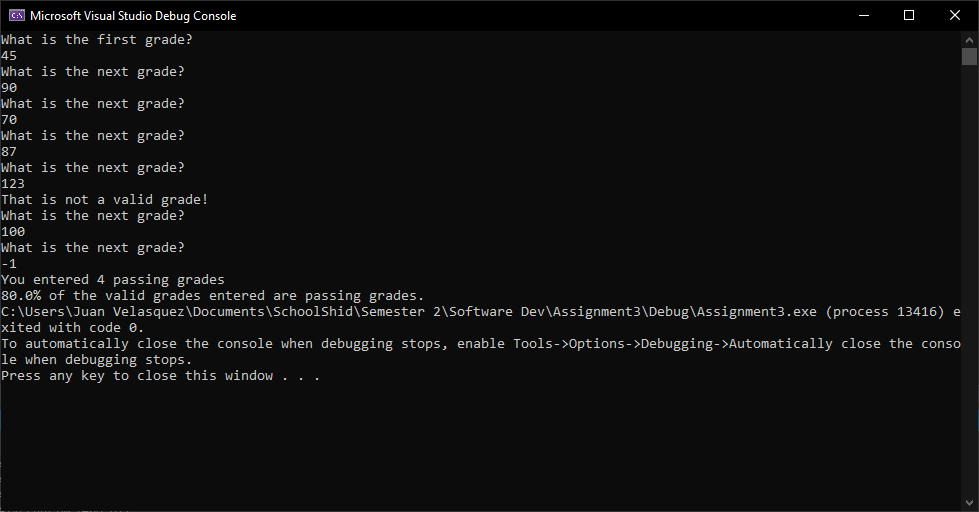 Microsoft Visual Studio Debug Console
What is the first grade?
45
What is the next grade?
90
What is the next grade?
70
What is the next grade?
87
What is the next grade?
123
That is not a valid grade!
What is the next grade?
100
What is the next grade?
-1
You entered 4 passing grades
80.0% of the valid grades entered are passing grades.
C:\Users\Juan Velasquez\Documents\SchoolShid\Semester 2\Software Dev\Assignment3\Debug\Assignment3.exe (process 13416) e
xited with code 0.
To automatically close the console when debugging stops, enable Tools->Options->Debugging->Automatically close the conso
le when debugging stops.
Press any key to close this window . . .